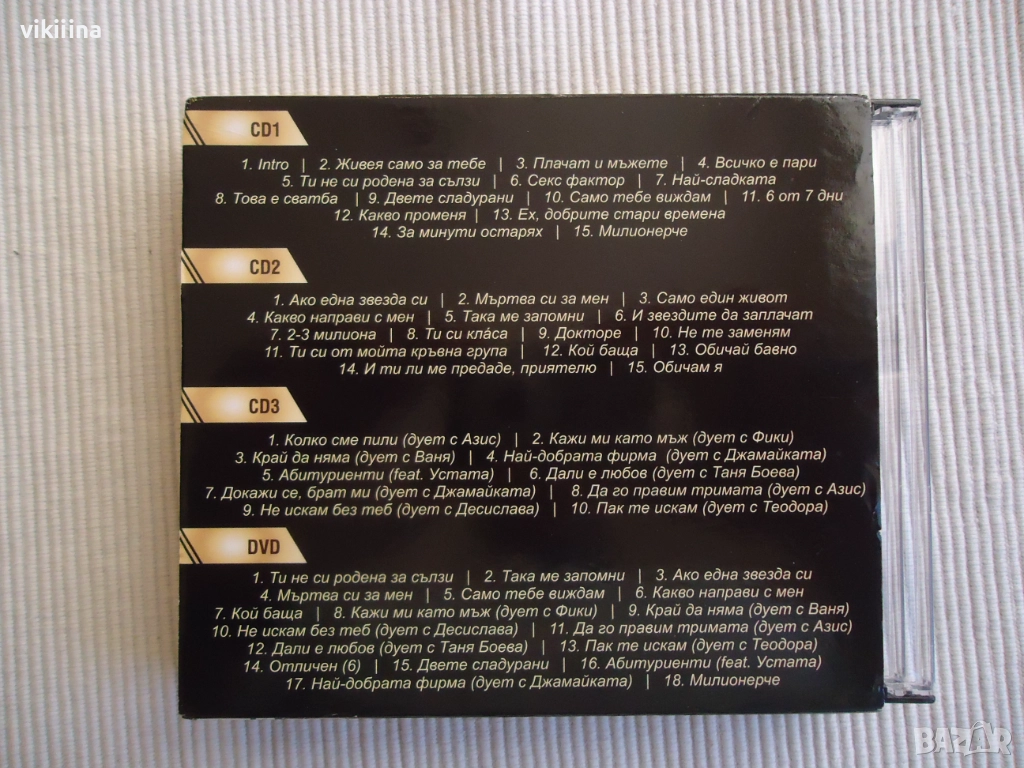 vikiiina
CD1
1. Intro | 2. Живея само за тебе | 3. Плачат и мъжете | 4. Всичко е пари
5. Ти не си родена за сълзи | 6. Секс фактор | 7. Най-сладката
8. Това е сватба | 9. Двете сладурани | 10. Само тебе виждам | 11. 6 от 7 дни
12. Какво променя | 13. Ех, добрите стари времена
14. За минути остарях | 15. Милионерче
CD2
1. Ако една звезда си | 2. Мъртва си за мен | 3. Само един живот
4. Какво направи с мен | 5. Така ме запомни | 6. И звездите да заплачат
7. 2-3 милиона | 8. Ти си клáса | 9. Докторе | 10. Не те заменям
11. Ти си от мойта кръвна група | 12. Кой баща | 13. Обичай бавно
14. И ти ли ме предаде, приятелю | 15. Обичам я
CD3
1. Колко сме пили (дует с Азис) | 2. Кажи ми като мъж (дует с Фики)
3. Край да няма (дует с Ваня) | 4. Най-добрата фирма (дует с Джамайката)
5. Абитуриенти (feat. Устата) | 6. Дали е любов (дует с Таня Боева)
7. Докажи се, брат ми (дует с Джамайката) | 8. Да го правим тримата (дует с Азис)
9. Не искам без теб (дует с Десислава) | 10. Пак те искам (дует с Теодора)
DVD
1. Ти не си родена за сълзи | 2. Така ме запомни | 3. Ако една звезда си
4. Мъртва си за мен | 5. Само тебе виждам | 6. Какво направи с мен
7. Кой баща | 8. Кажи ми като мъж (дует с Фики) | 9. Край да няма (дует с Ваня)
10. Не искам без теб (дует с Десислава) | 11. Да го правим тримата (дует с Азис)
12. Дали е любов (дует с Таня Боева) | 13. Пак те искам (дует с Теодора)
14. Отличен (6) | 15. Двете сладурани | 16. Абитуриенти (feat. Устата)
17. Най-добрата фирма (дует с Джамайката) | 18. Милионерче
BAZAR